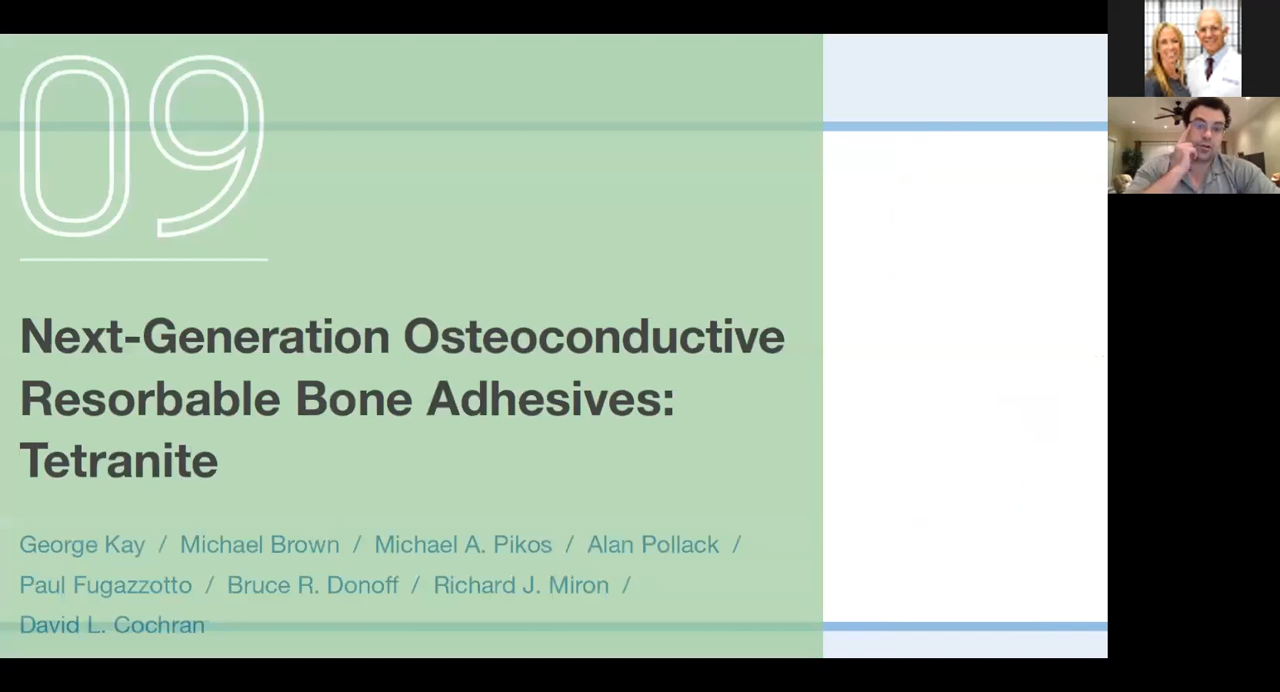 09
Next-Generation Osteoconductive
Resorbable Bone Adhesives:
Tetranite
George Kay / Michael Brown / Michael A. Pikos / Alan Pollack /
Paul Fugazzotto / Bruce R. Donoff / Richard J. Miron /
David L. Cochran